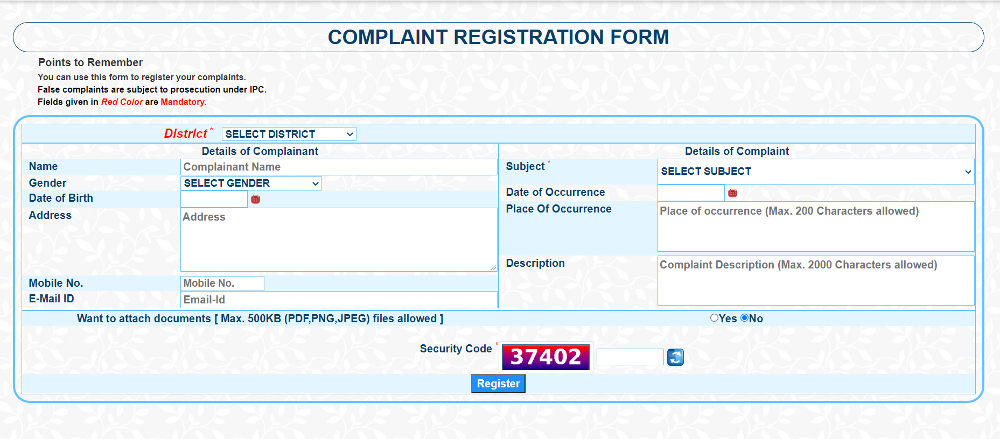 COMPLAINT REGISTRATION FORM
Points to Remember
You can use this form to register your complaints.
False complaints are subject to prosecution under IPC.
Fields given in Red Color are Mandatory.
District * SELECT DISTRICT
Details of Complainant
Name Complainant Name
Gender SELECT GENDER
Date of Birth
Address Address
Mobile No. Mobile No.
E-Mail ID Email-Id
Details of Complaint
Subject * SELECT SUBJECT
Date of Occurrence
Place Of Occurrence Place of occurrence (Max. 200 Characters allowed)
Description Complaint Description (Max. 2000 Characters allowed)
Want to attach documents [ Max. 500KB (PDF,PNG,JPEG) files allowed ] Yes No
Security Code * 37402
Register